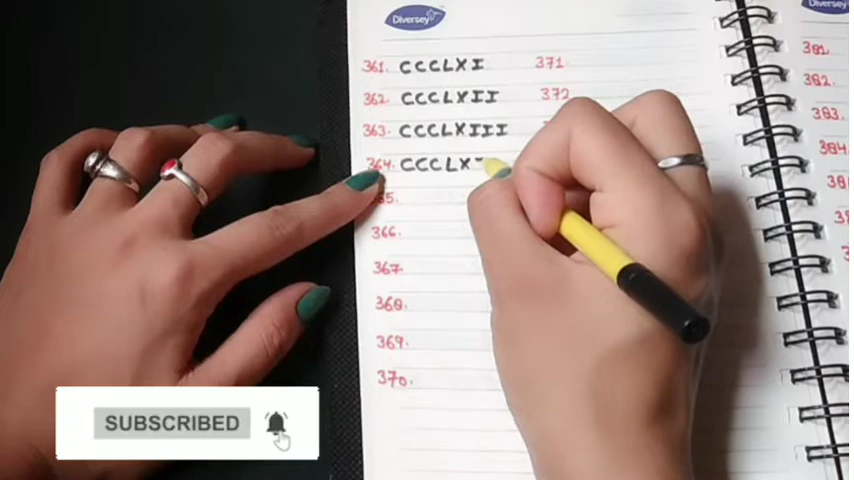 Diversey
361. CCCLXI 371
362. CCCLXII 372
363. CCCLXIII
364. CCCLX
366.
367.
368.
369.
370.
381
382.
383.
384.
SUBSCRIBED